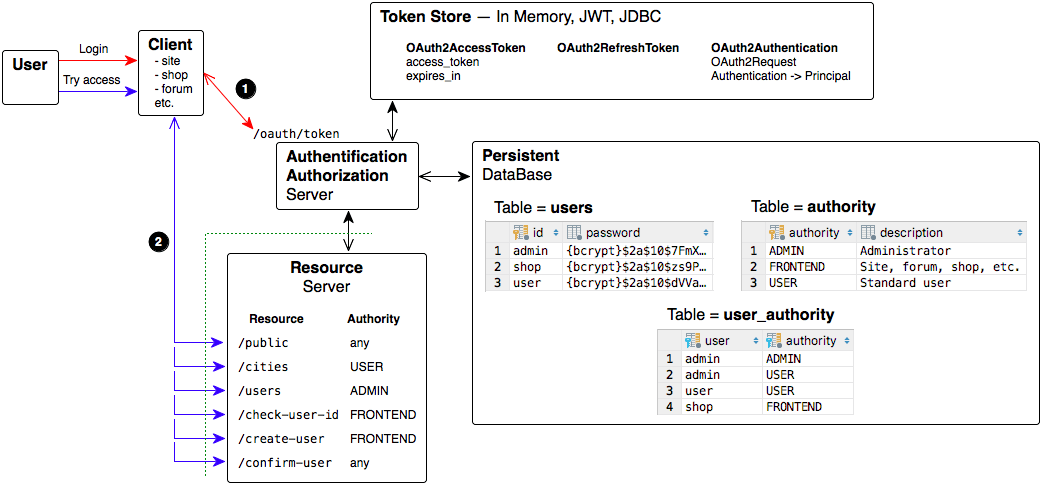 Token Store — In Memory, JWT, JDBC
OAuth2AccessToken OAuth2RefreshToken OAuth2Authentication
access_token OAuth2Request
expires_in Authentication -> Principal
User
Login
Try access
Client
- site
- shop
- forum
etc.
1
/oauth/token
Authentification
Authorization
Server
2
Persistent
DataBase
Table = users
id password
1 admin {bcrypt}$2a$10$7FmX...
2 shop {bcrypt}$2a$10$zs9P...
3 user {bcrypt}$2a$10$dVVa...
Table = authority
authority description
1 ADMIN Administrator
2 FRONTEND Site, forum, shop, etc.
3 USER Standard user
Table = user_authority
user authority
1 admin ADMIN
2 admin USER
3 user USER
4 shop FRONTEND
Resource
Server
Resource Authority
/public any
/cities USER
/users ADMIN
/check-user-id FRONTEND
/create-user FRONTEND
/confirm-user any